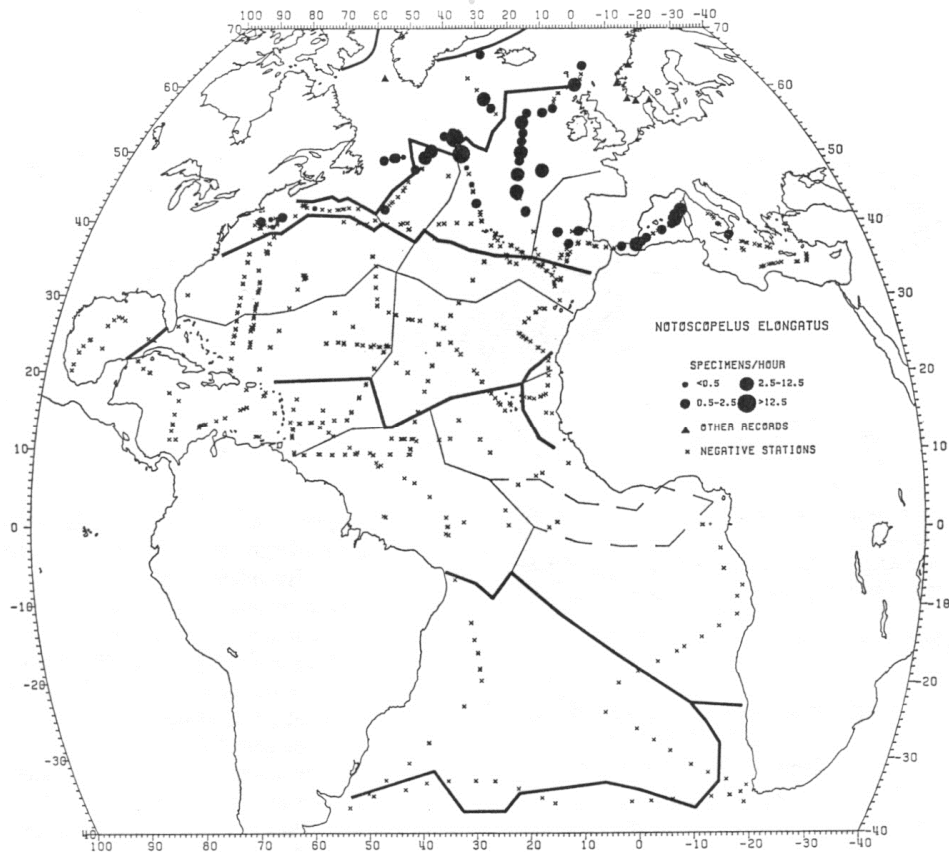 100 90 80 70 60 50 40 30 20 10 0 -10 -20 -30 -40
70 70
60 60
50 50
40 40
30 30
20 20
10 10
0 0
-10 -10
-20 -20
-30 -30
40 -40
100 90 80 70 60 50 40 30 20 10 0 -10 -20 -30 -40
NOTOSCOPELUS ELONGATUS
SPECIMENS/HOUR
<0.5 2.5-12.5
0.5-2.5 >12.5
OTHER RECORDS
NEGATIVE STATIONS